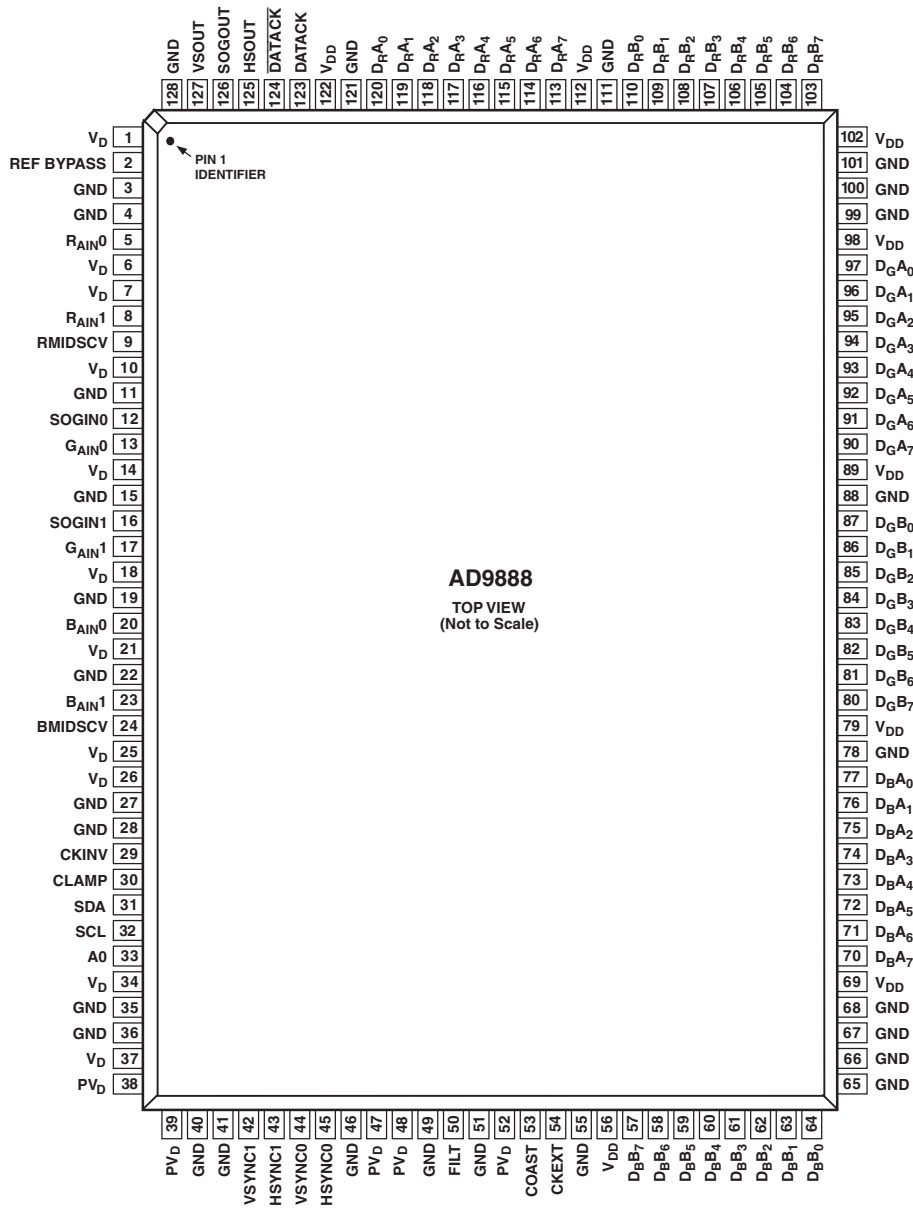 GND
VSOUT
SOGOUT
HSOUT
DATACK
DATACK
VDD
GND
DRA0
DRA1
DRA2
DRA3
DRA4
DRA5
DRA6
DRA7
VDD
GND
DRB0
DRB1
DRB2
DRB3
DRB4
DRB5
DRB6
DRB7
128
127
126
125
124
123
122
121
120
119
118
117
116
115
114
113
112
111
110
109
108
107
106
105
104
103
VD 1
REF BYPASS 2
GND 3
GND 4
RAIN0 5
VD 6
VD 7
RAIN1 8
RMIDSCV 9
VD 10
GND 11
SOGIN0 12
GAIN0 13
VD 14
GND 15
SOGIN1 16
GAIN1 17
VD 18
GND 19
BAIN0 20
VD 21
GND 22
BAIN1 23
BMIDSCV 24
VD 25
VD 26
GND 27
GND 28
CKINV 29
CLAMP 30
SDA 31
SCL 32
A0 33
VD 34
GND 35
GND 36
VD 37
PVD 38
PIN 1
IDENTIFIER
AD9888
TOP VIEW
(Not to Scale)
102 VDD
101 GND
100 GND
99 GND
98 VDD
97 DGA0
96 DGA1
95 DGA2
94 DGA3
93 DGA4
92 DGA5
91 DGA6
90 DGA7
89 VDD
88 GND
87 DGB0
86 DGB1
85 DGB2
84 DGB3
83 DGB4
82 DGB5
81 DGB6
80 DGB7
79 VDD
78 GND
77 DBA0
76 DBA1
75 DBA2
74 DBA3
73 DBA4
72 DBA5
71 DBA6
70 DBA7
69 VDD
68 GND
67 GND
66 GND
65 GND
39
40
41
42
43
44
45
46
47
48
49
50
51
52
53
54
55
56
57
58
59
60
61
62
63
64
PVD
GND
GND
VSYNC1
HSYNC1
VSYNC0
HSYNC0
GND
PVD
PVD
GND
FILT
GND
PVD
COAST
CKEXT
GND
VDD
DBB7
DBB6
DBB5
DBB4
DBB3
DBB2
DBB1
DBB0